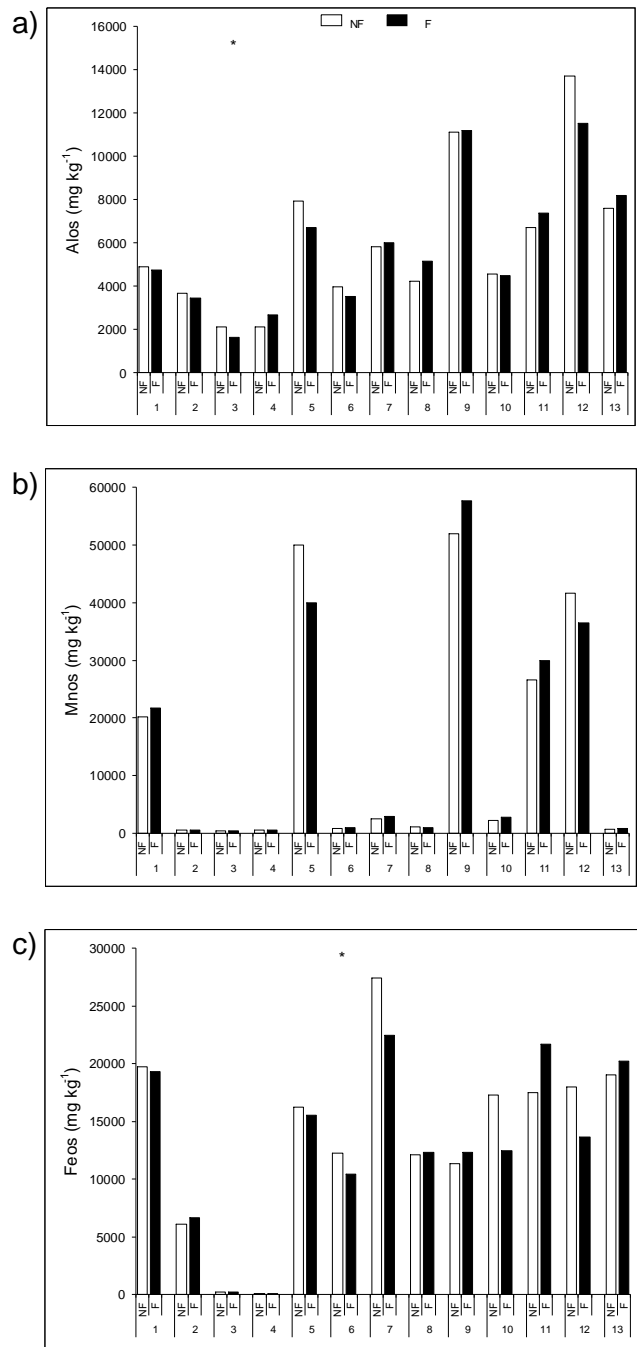 a)
NF F
*
16000
14000
12000
10000
8000
6000
4000
2000
0
Alos (mg kg-1)
NF F NF F NF F NF F NF F NF F NF F NF F NF F NF F NF F NF F NF F
1 2 3 4 5 6 7 8 9 10 11 12 13
b)
60000
50000
40000
30000
20000
10000
0
Mnos (mg kg-1)
NF F NF F NF F NF F NF F NF F NF F NF F NF F NF F NF F NF F NF F
1 2 3 4 5 6 7 8 9 10 11 12 13
c)
*
30000
25000
20000
15000
10000
5000
0
Feos (mg kg-1)
NF F NF F NF F NF F NF F NF F NF F NF F NF F NF F NF F NF F NF F
1 2 3 4 5 6 7 8 9 10 11 12 13